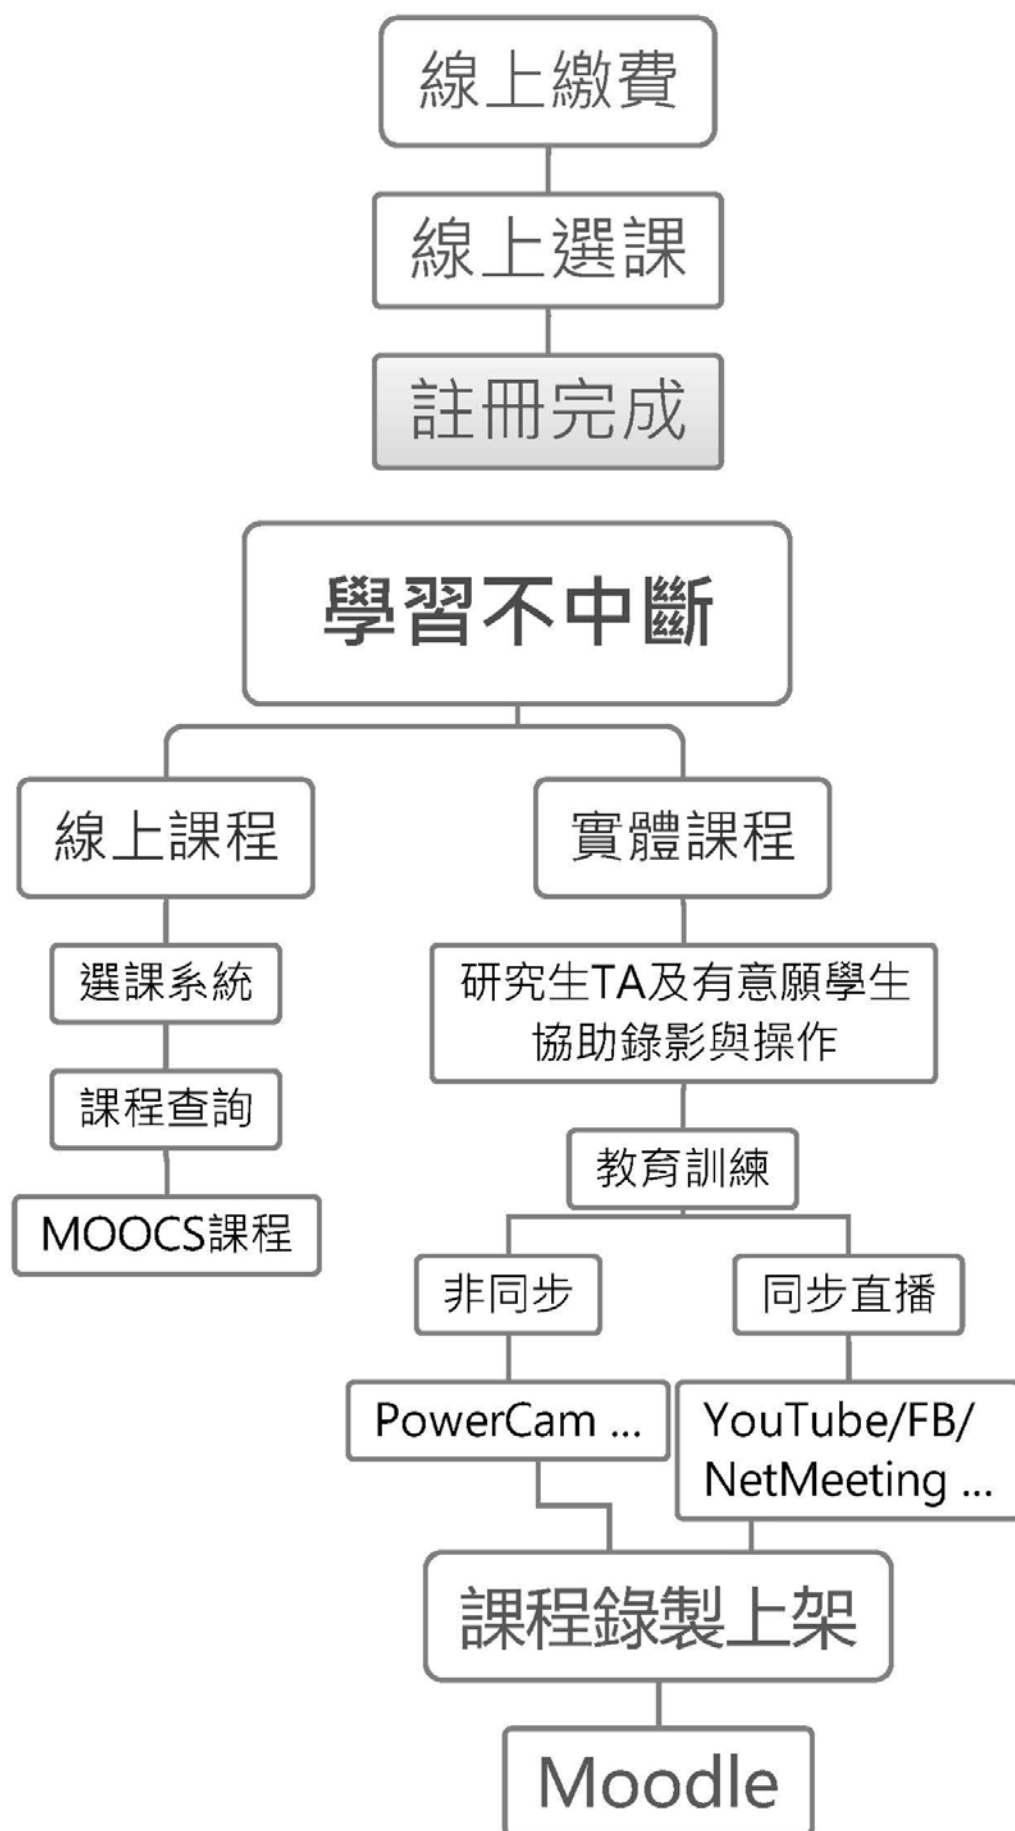 線上繳費
線上選課
註冊完成
學習不中斷
線上課程
實體課程
選課系統
課程查詢
MOOCS課程
研究生TA及有意願學生
協助錄影與操作
教育訓練
非同步
同步直播
PowerCam ...
YouTube/FB/
NetMeeting ...
課程錄製上架
Moodle